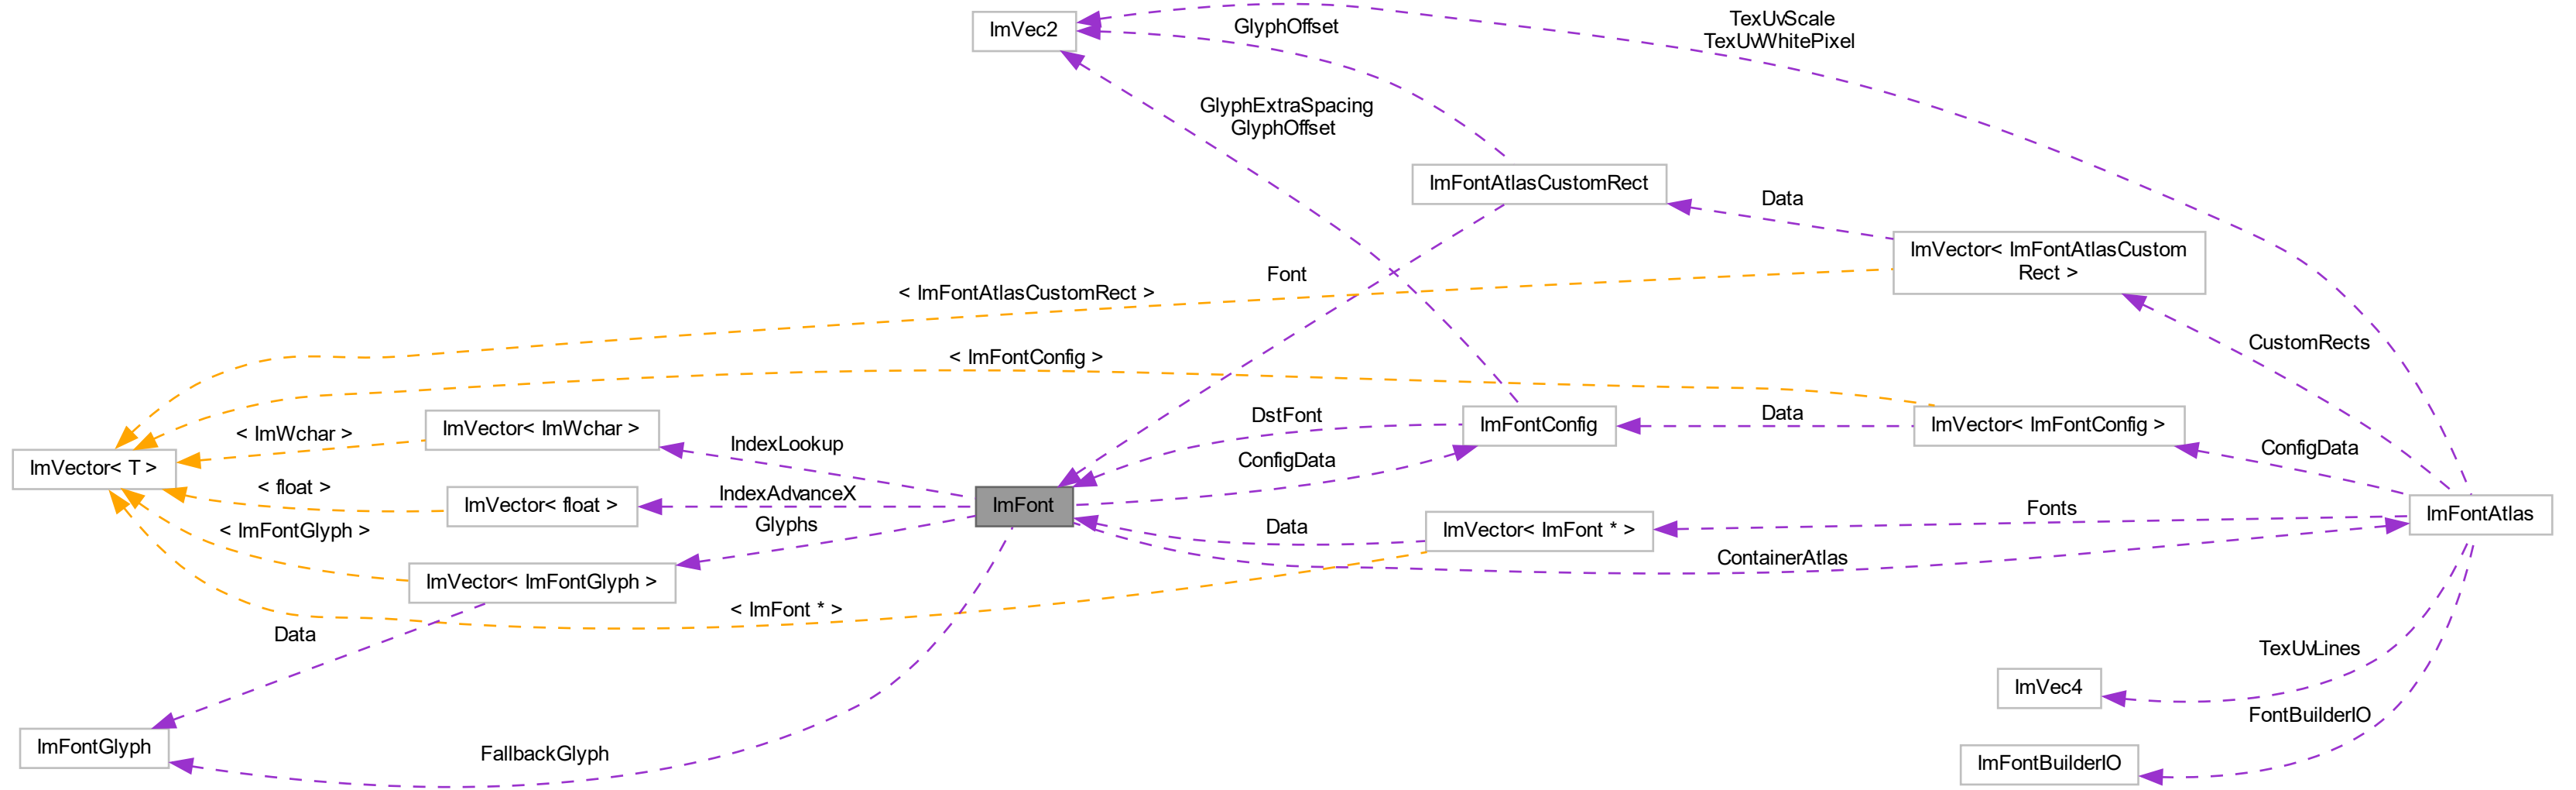 TexUvScale
TexUvWhitePixel
ImVec2
GlyphOffset
GlyphExtraSpacing
GlyphOffset
ImFontAtlasCustomRect
Data
ImVector< ImFontAtlasCustom
Rect >
Font
< ImFontAtlasCustomRect >
CustomRects
< ImFontConfig >
ImVector< ImWchar >
< ImWchar >
IndexLookup
DstFont
ImFontConfig
Data
ImVector< ImFontConfig >
ConfigData
ConfigData
ImVector< T >
< float >
ImVector< float >
IndexAdvanceX
ImFont
Fonts
ImFontAtlas
< ImFontGlyph >
Glyphs
Data
ImVector< ImFont * >
ContainerAtlas
ImVector< ImFontGlyph >
< ImFont * >
Data
TexUvLines
ImVec4
FontBuilderIO
ImFontGlyph
FallbackGlyph
ImFontBuilderIO